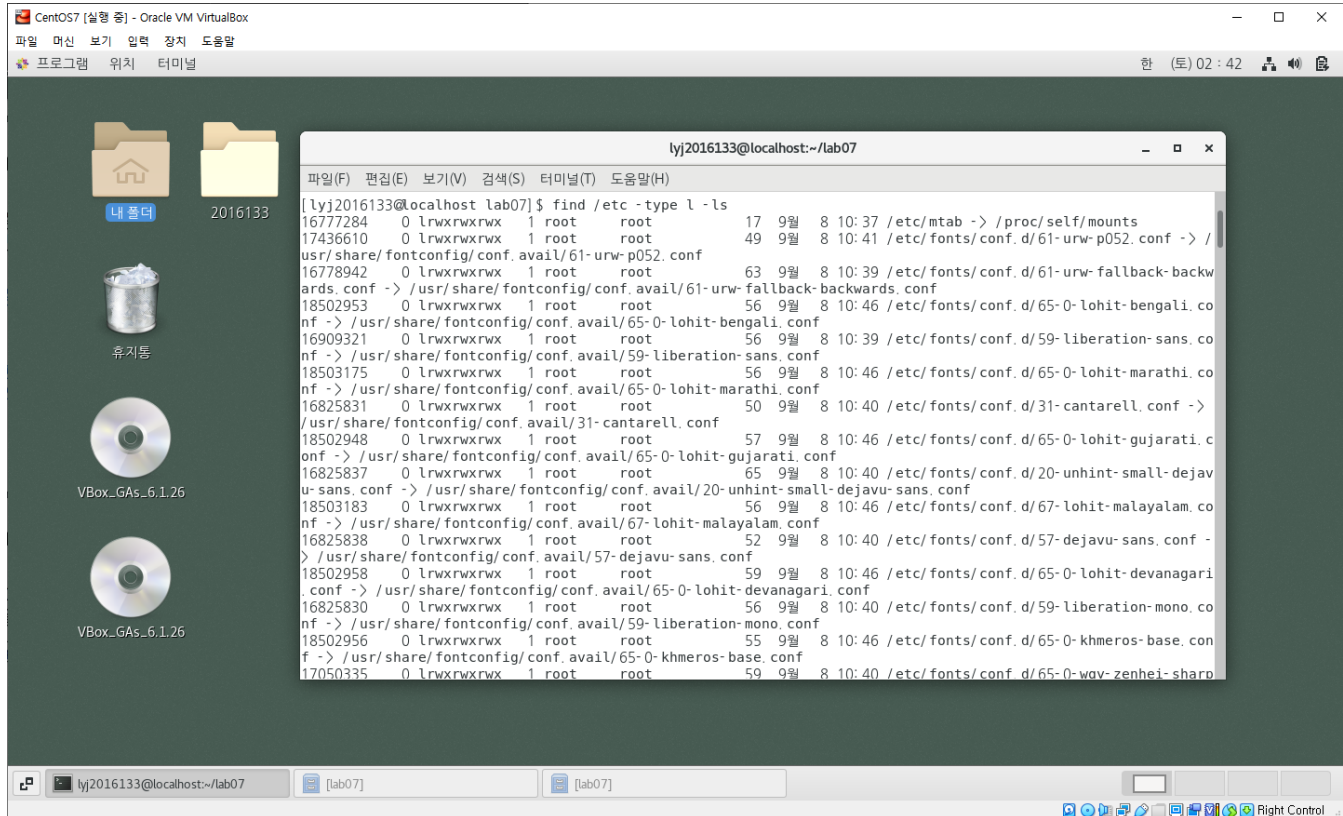 CentOS7 [실행 중] - Oracle VM VirtualBox
파일 머신 보기 입력 장치 도움말
프로그램 위치 터미널 한 (토) 02 : 42
lyj2016133@localhost:~/lab07
파일(F) 편집(E) 보기(V) 검색(S) 터미널(T) 도움말(H)
[lyj2016133@localhost lab07]$ find /etc -type l -ls
16777284 0 lrwxrwxrwx 1 root root 17 9월 8 10:37 /etc/mtab -> /proc/self/mounts
17436610 0 lrwxrwxrwx 1 root root 49 9월 8 10:41 /etc/fonts/conf.d/61-urw-p052.conf -> /
usr/share/fontconfig/conf.avail/61-urw-p052.conf
16778942 0 lrwxrwxrwx 1 root root 63 9월 8 10:39 /etc/fonts/conf.d/61-urw-fallback-backw
ards.conf -> /usr/share/fontconfig/conf.avail/61-urw-fallback-backwards.conf
18502953 0 lrwxrwxrwx 1 root root 56 9월 8 10:46 /etc/fonts/conf.d/65-0-lohit-bengali.co
nf -> /usr/share/fontconfig/conf.avail/65-0-lohit-bengali.conf
16909321 0 lrwxrwxrwx 1 root root 56 9월 8 10:39 /etc/fonts/conf.d/59-liberation-sans.co
nf -> /usr/share/fontconfig/conf.avail/59-liberation-sans.conf
18503175 0 lrwxrwxrwx 1 root root 56 9월 8 10:46 /etc/fonts/conf.d/65-0-lohit-marathi.co
nf -> /usr/share/fontconfig/conf.avail/65-0-lohit-marathi.conf
16825831 0 lrwxrwxrwx 1 root root 50 9월 8 10:40 /etc/fonts/conf.d/31-cantarell.conf ->
/usr/share/fontconfig/conf.avail/31-cantarell.conf
18502948 0 lrwxrwxrwx 1 root root 57 9월 8 10:46 /etc/fonts/conf.d/65-0-lohit-gujarati.c
onf -> /usr/share/fontconfig/conf.avail/65-0-lohit-gujarati.conf
16825837 0 lrwxrwxrwx 1 root root 65 9월 8 10:40 /etc/fonts/conf.d/20-unhint-small-dejav
u-sans.conf -> /usr/share/fontconfig/conf.avail/20-unhint-small-dejavu-sans.conf
18503183 0 lrwxrwxrwx 1 root root 56 9월 8 10:46 /etc/fonts/conf.d/67-lohit-malayalam.co
nf -> /usr/share/fontconfig/conf.avail/67-lohit-malayalam.conf
16825838 0 lrwxrwxrwx 1 root root 52 9월 8 10:40 /etc/fonts/conf.d/57-dejavu-sans.conf -
> /usr/share/fontconfig/conf.avail/57-dejavu-sans.conf
18502958 0 lrwxrwxrwx 1 root root 59 9월 8 10:46 /etc/fonts/conf.d/65-0-lohit-devanagari
.conf -> /usr/share/fontconfig/conf.avail/65-0-lohit-devanagari.conf
16825830 0 lrwxrwxrwx 1 root root 56 9월 8 10:40 /etc/fonts/conf.d/59-liberation-mono.co
nf -> /usr/share/fontconfig/conf.avail/59-liberation-mono.conf
18502956 0 lrwxrwxrwx 1 root root 55 9월 8 10:46 /etc/fonts/conf.d/65-0-khmeros-base.con
f -> /usr/share/fontconfig/conf.avail/65-0-khmeros-base.conf
17050335 0 lrwxrwxrwx 1 root root 59 9월 8 10:40 /etc/fonts/conf.d/65-0-wqy-zenhei-sharp
내 폴더
2016133
휴지통
VBox_GAs_6.1.26
VBox_GAs_6.1.26
lyj2016133@localhost:~/lab07 [lab07] [lab07]
Right Control